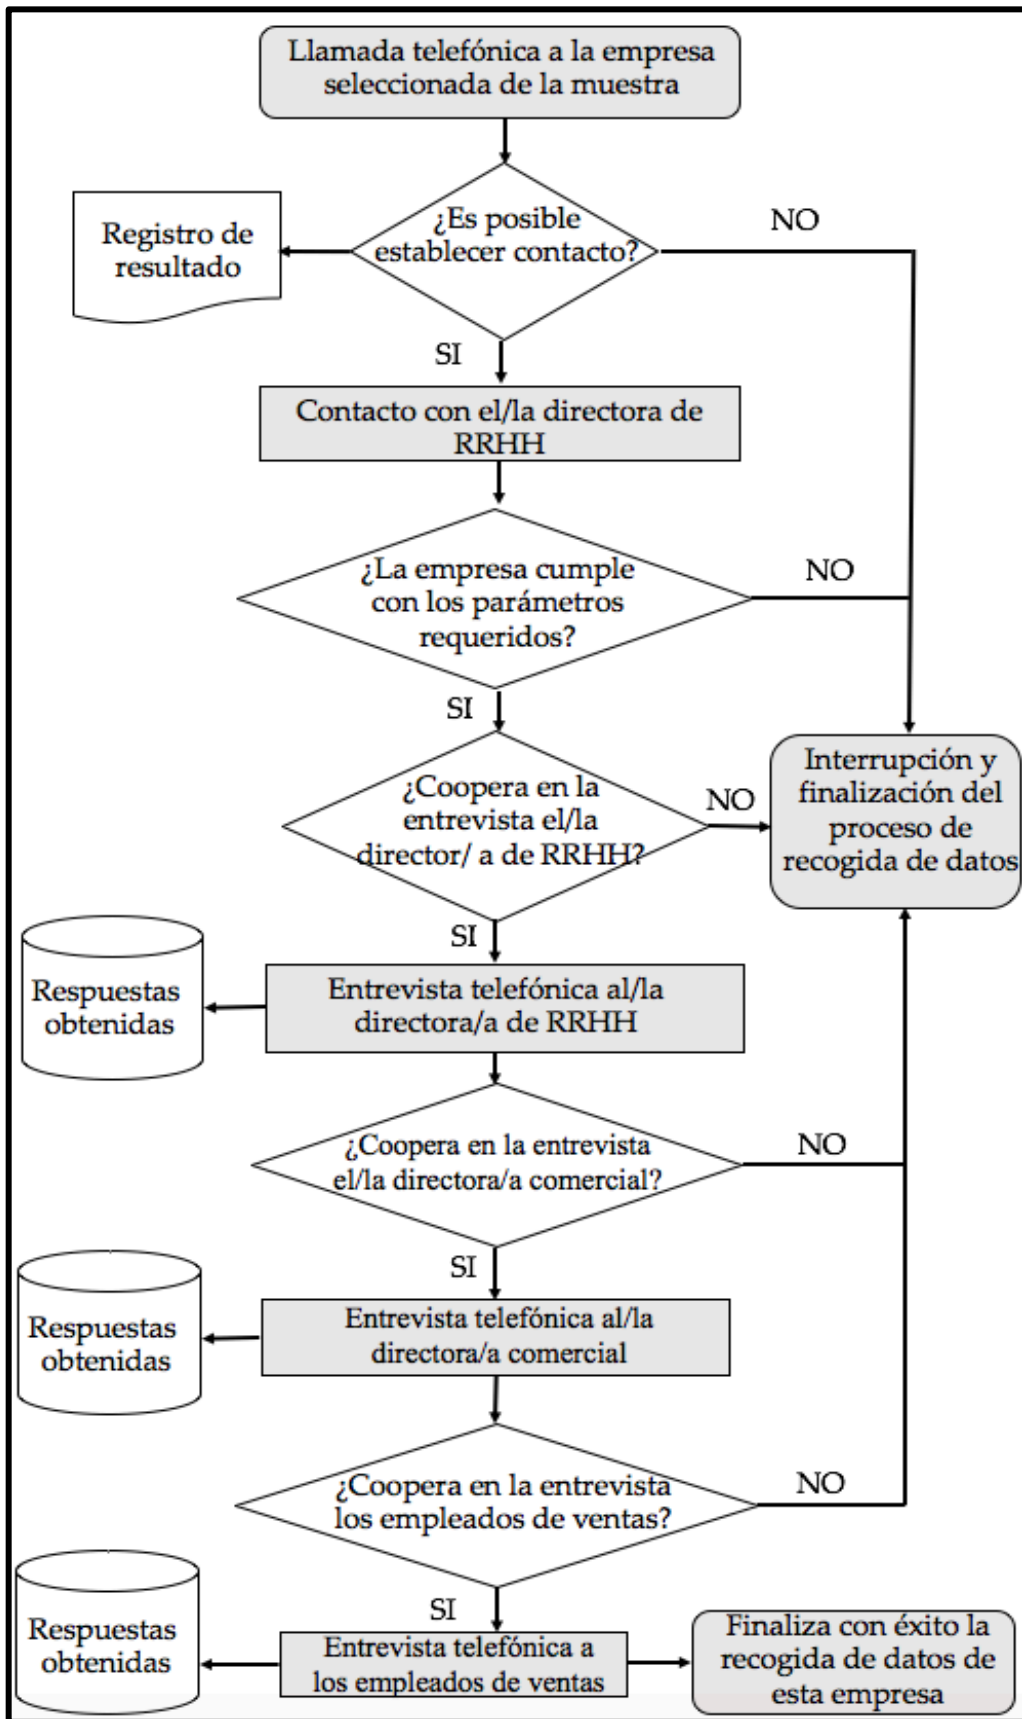 Llamada telefónica a la empresa
seleccionada de la muestra
¿Es posible
establecer contacto?
NO
Registro de
resultado
SI
Contacto con el/la directora de
RRHH
¿La empresa cumple
con los parámetros
requeridos?
NO
SI
¿Coopera en la
entrevista el/la
director/ a de RRHH?
NO
Interrupción y
finalización del
proceso de
recogida de datos
SI
Entrevista telefónica al/la
directora/a de RRHH
Respuestas
obtenidas
¿Coopera en la entrevista
el/la directora/a comercial?
NO
SI
Entrevista telefónica al/la
directora/a comercial
Respuestas
obtenidas
¿Coopera en la entrevista
los empleados de ventas?
NO
SI
Entrevista telefónica a
los empleados de ventas
Respuestas
obtenidas
Finaliza con éxito la
recogida de datos de
esta empresa